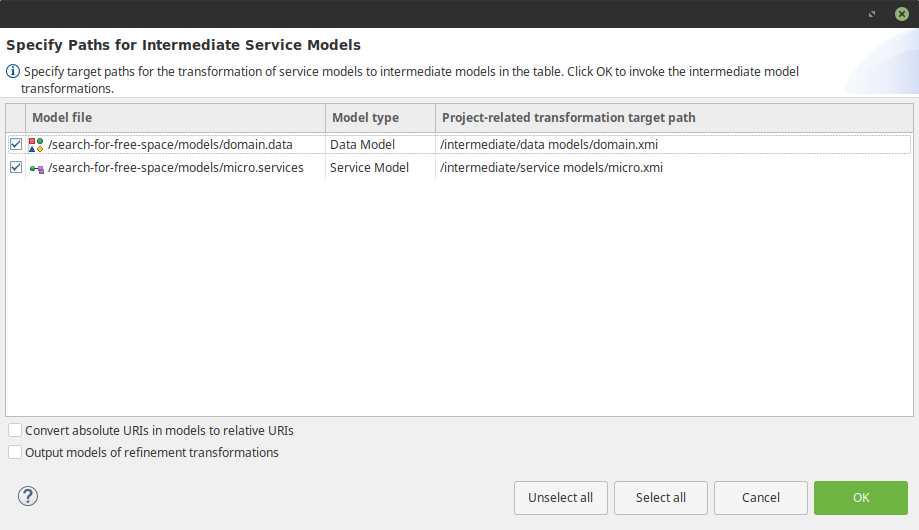 Specify Paths for Intermediate Service Models
Specify target paths for the transformation of service models to intermediate models in the table. Click OK to invoke the intermediate model
transformations.
Model file Model type Project-related transformation target path
/search-for-free-space/models/domain.data Data Model /intermediate/data models/domain.xmi
/search-for-free-space/models/micro.services Service Model /intermediate/service models/micro.xmi
Convert absolute URIs in models to relative URIs
Output models of refinement transformations
? Unselect all Select all Cancel OK